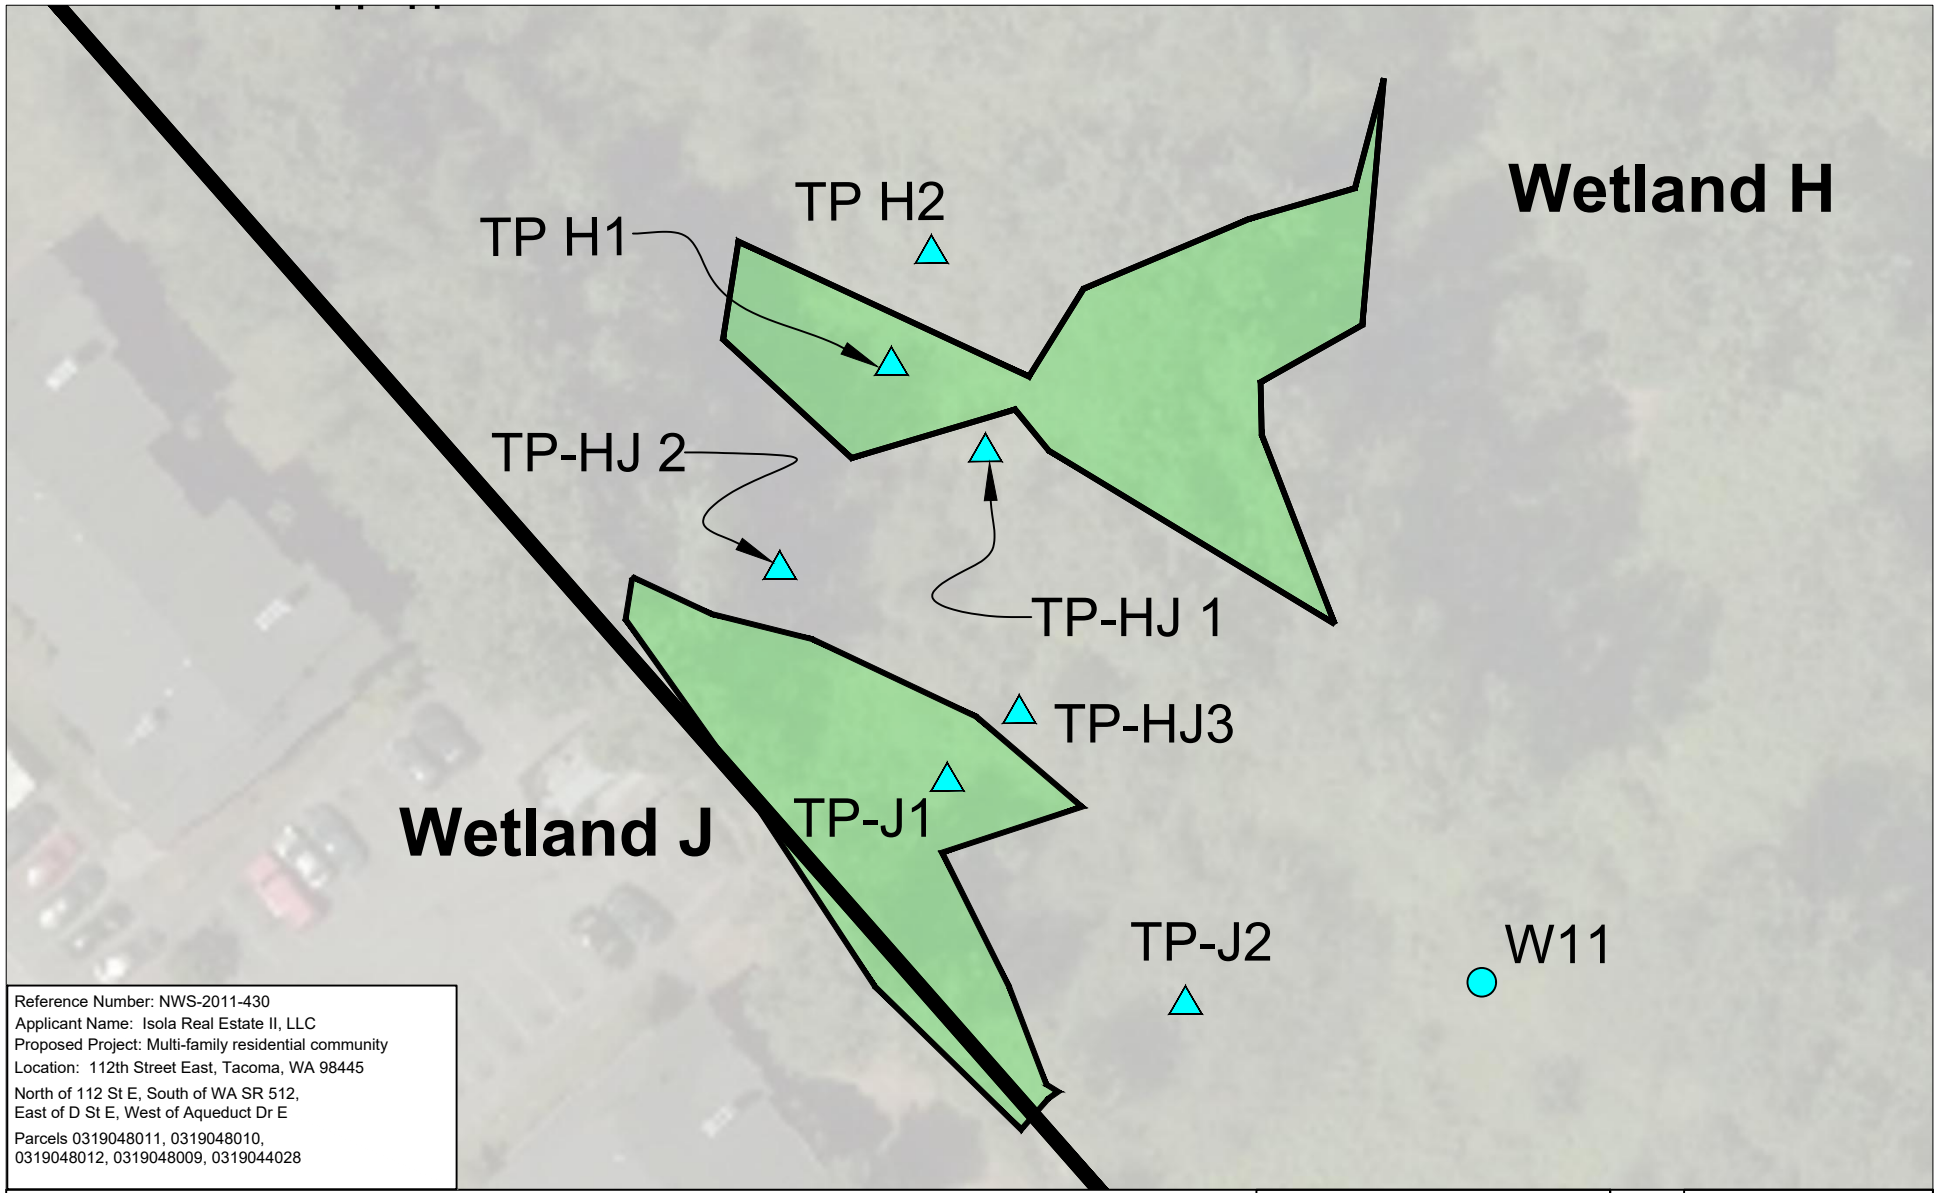 Wetland H
TP H2
TP H1
TP-HJ 2
TP-HJ 1
TP-HJ3
TP-J1
Wetland J
TP-J2
W11
Reference Number: NWS-2011-430
Applicant Name: Isola Real Estate II, LLC
Proposed Project: Multi-family residential community
Location: 112th Street East, Tacoma, WA 98445
North of 112 St E, South of WA SR 512,
East of D St E, West of Aqueduct Dr E
Parcels 0319048011, 0319048010,
0319048012, 0319048009, 0319044028